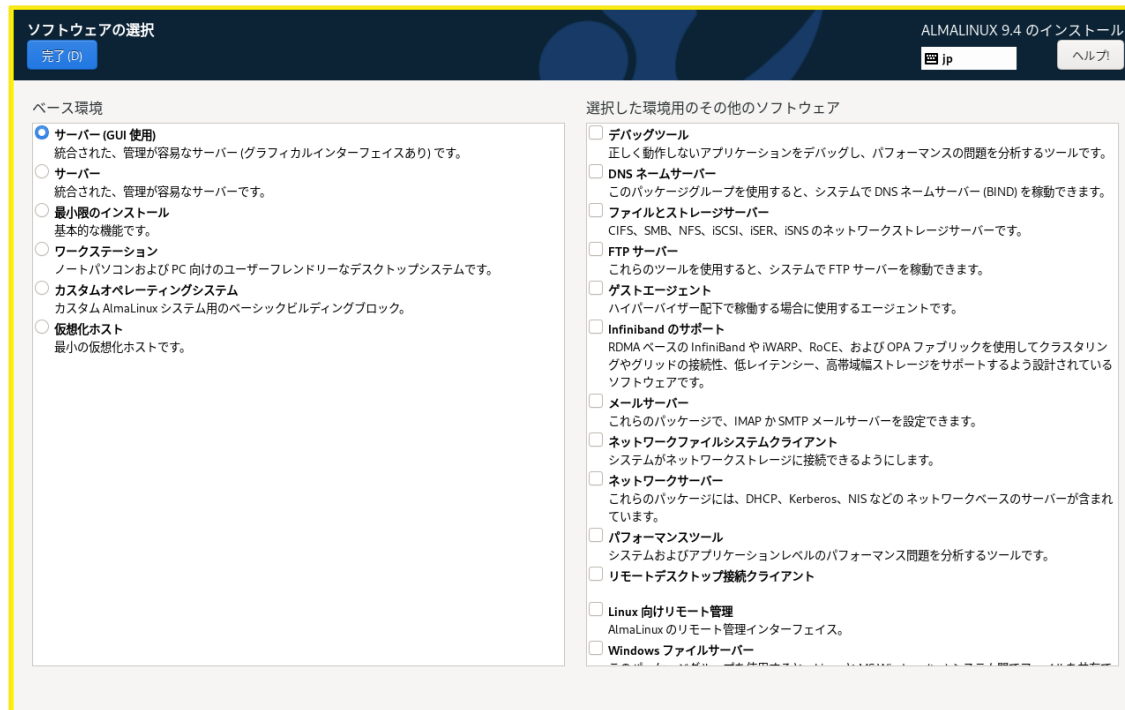 ソフトウェアの選択
完了(D)
ALMALINUX 9.4 のインストール
jp
ヘルプ!
ベース環境
サーバー (GUI 使用)
統合された、管理が容易なサーバー (グラフィカルインターフェイスあり) です。
サーバー
統合された、管理が容易なサーバーです。
最小限のインストール
基本的な機能です。
ワークステーション
ノートパソコンおよび PC 向けのユーザーフレンドリーなデスクトップシステムです。
カスタムオペレーティングシステム
カスタム AlmaLinux システム用のベーシックビルディングブロック。
仮想化ホスト
最小の仮想化ホストです。
選択した環境用のその他のソフトウェア
デバッグツール
正しく動作しないアプリケーションをデバッグし、パフォーマンスの問題を分析するツールです。
DNS ネームサーバー
このパッケージグループを使用すると、システムで DNS ネームサーバー (BIND) を稼動できます。
ファイルとストレージサーバー
CIFS、SMB、NFS、iSCSI、iSER、iSNS のネットワークストレージサーバーです。
FTP サーバー
これらのツールを使用すると、システムで FTP サーバーを稼動できます。
ゲストエージェント
ハイパーバイザー配下で稼働する場合に使用するエージェントです。
Infiniband のサポート
RDMA ベースの InfiniBand や iWARP、RoCE、および OPA ファブリックを使用してクラスタリン
グやグリッドの接続性、低レイテンシー、高帯域幅ストレージをサポートするよう設計されている
ソフトウェアです。
メールサーバー
これらのパッケージで、IMAP か SMTP メールサーバーを設定できます。
ネットワークファイルシステムクライアント
システムがネットワークストレージに接続できるようにします。
ネットワークサーバー
これらのパッケージには、DHCP、Kerberos、NIS などの ネットワークベースのサーバーが含まれ
ています。
パフォーマンスツール
システムおよびアプリケーションレベルのパフォーマンス問題を分析するツールです。
リモートデスクトップ接続クライアント
Linux 向けリモート管理
AlmaLinux のリモート管理インターフェイス。
Windows ファイルサーバー